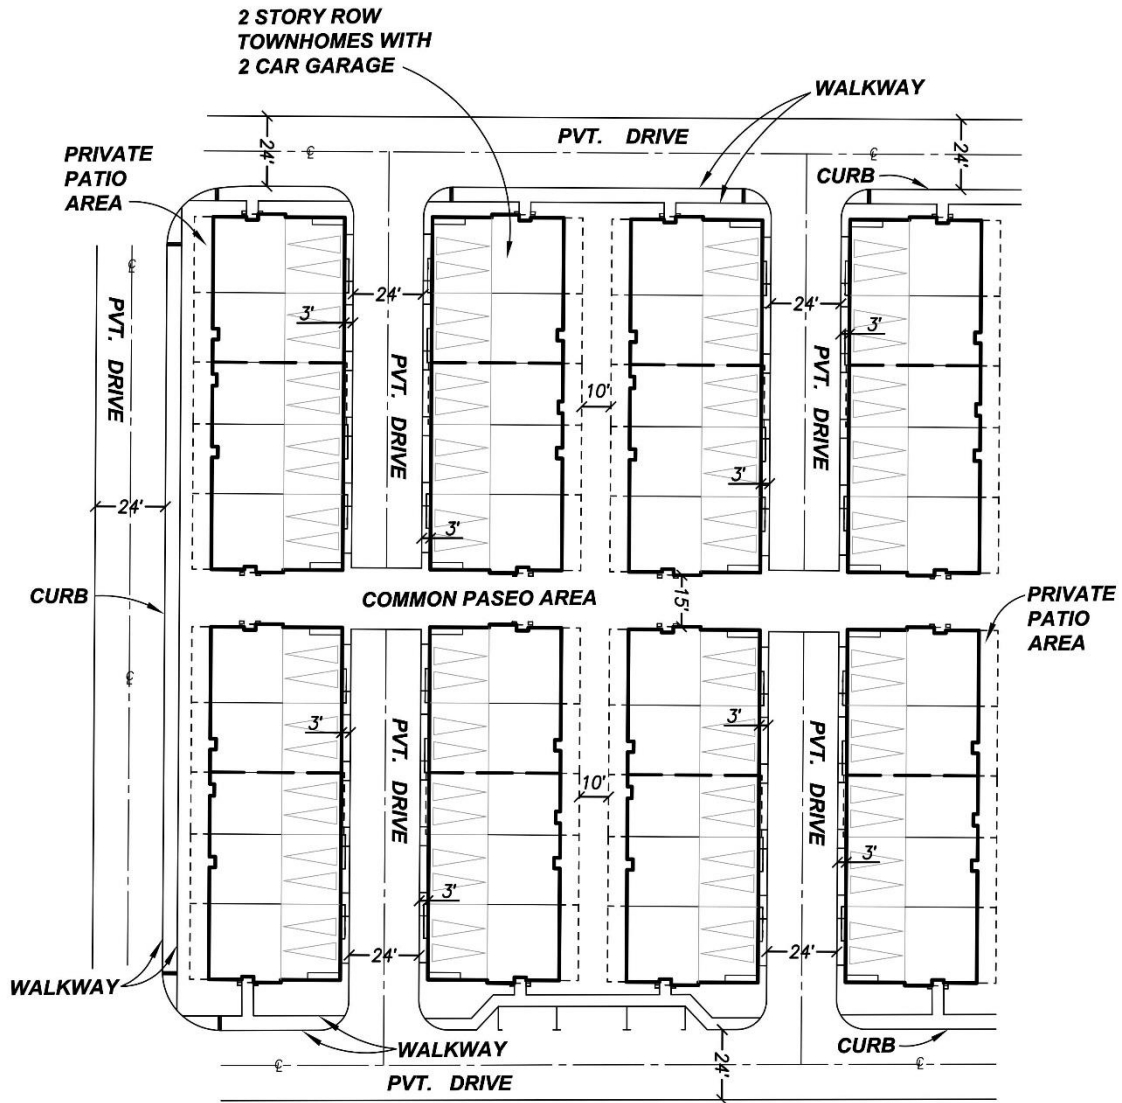 2 STORY ROW
TOWNHOMES WITH
2 CAR GARAGE
WALKWAY
PVT. DRIVE
24'
24'
PRIVATE
PATIO
AREA
CURB
24'
24'
3'
3'
PVT. DRIVE
PVT. DRIVE
PVT. DRIVE
10'
3'
24'
3'
CURB
COMMON PASEO AREA
15'
PRIVATE
PATIO
AREA
3'
3'
PVT. DRIVE
PVT. DRIVE
10'
3'
3'
24'
24'
WALKWAY
WALKWAY
CURB
24'
PVT. DRIVE